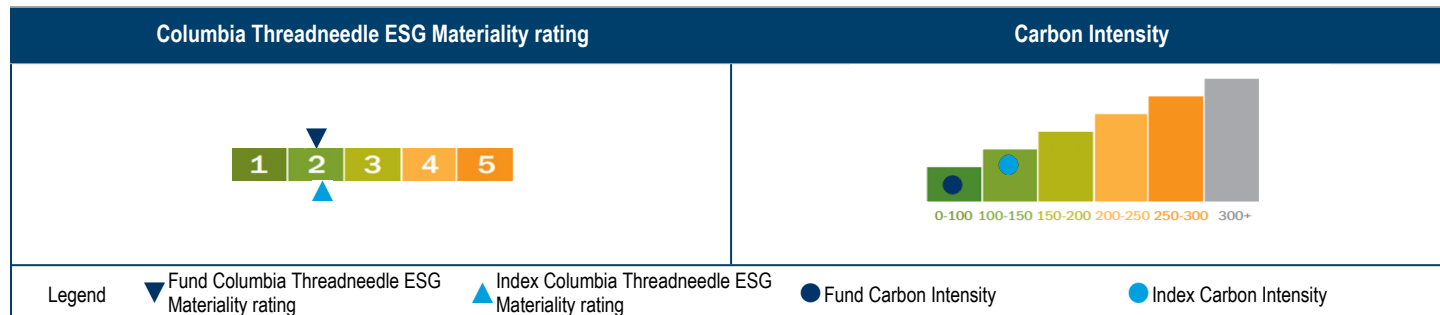 Columbia Threadneedle ESG Materiality rating
Carbon Intensity
1 2 3 4 5
0-100 100-150 150-200 200-250 250-300 300+
Legend
Fund Columbia Threadneedle ESG
Materiality rating
Index Columbia Threadneedle ESG
Materiality rating
Fund Carbon Intensity
Index Carbon Intensity